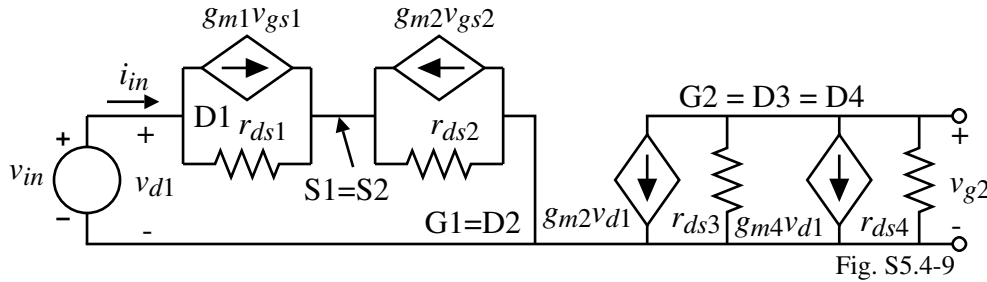 gm1vgs1
gm2vgs2
iin
D1
rds1
rds2
G2 = D3 = D4
+
+
+
vin
vd1
S1=S2
vg2
–
-
G1=D2
gm2vd1
rds3
gm4vd1
rds4
-
Fig. S5.4-9